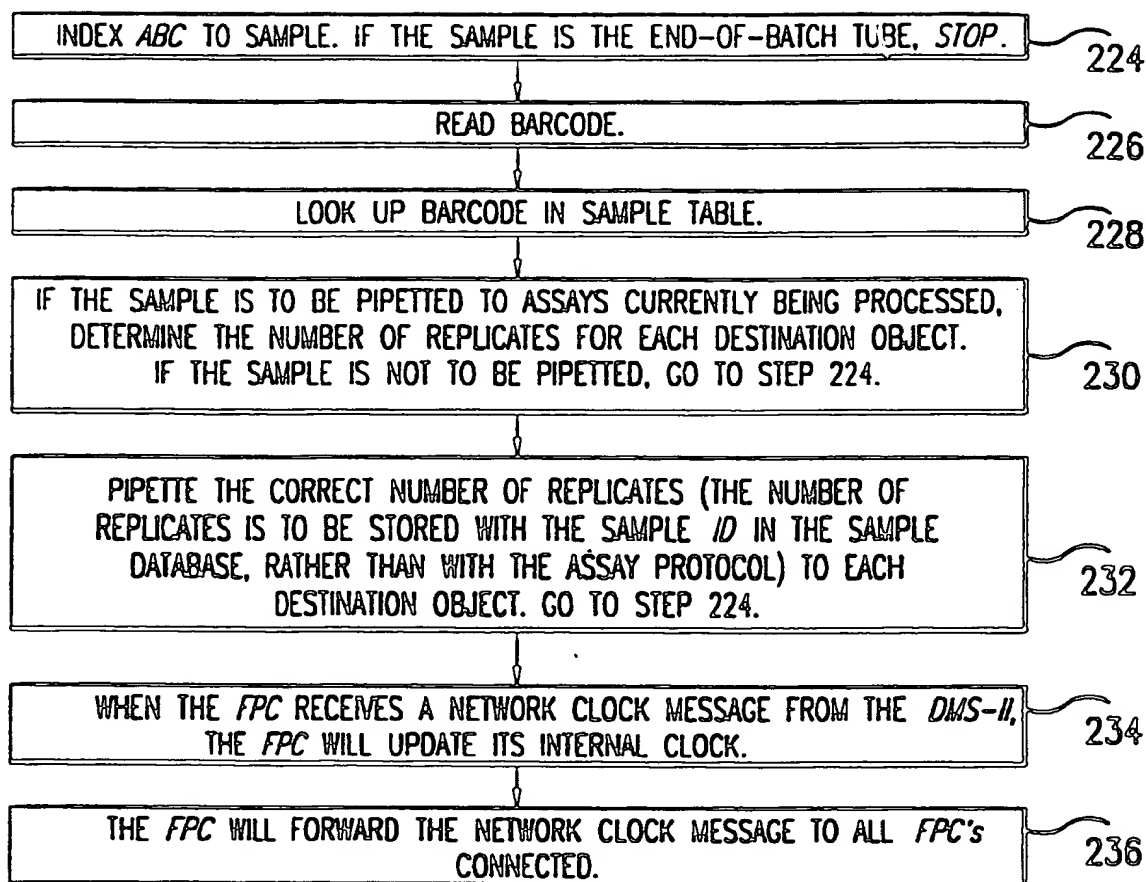 INDEX ABC TO SAMPLE. IF THE SAMPLE IS THE END-OF-BATCH TUBE, STOP.
224
READ BARCODE.
226
LOOK UP BARCODE IN SAMPLE TABLE.
228
IF THE SAMPLE IS TO BE PIPETTED TO ASSAYS CURRENTLY BEING PROCESSED,
DETERMINE THE NUMBER OF REPLICATES FOR EACH DESTINATION OBJECT.
IF THE SAMPLE IS NOT TO BE PIPETTED, GO TO STEP 224.
230
PIPETTE THE CORRECT NUMBER OF REPLICATES (THE NUMBER OF
REPLICATES IS TO BE STORED WITH THE SAMPLE ID IN THE SAMPLE
DATABASE, RATHER THAN WITH THE ASSAY PROTOCOL) TO EACH
DESTINATION OBJECT. GO TO STEP 224.
232
WHEN THE FPC RECEIVES A NETWORK CLOCK MESSAGE FROM THE DMS-II,
THE FPC WILL UPDATE ITS INTERNAL CLOCK.
234
THE FPC WILL FORWARD THE NETWORK CLOCK MESSAGE TO ALL FPC's
CONNECTED.
236